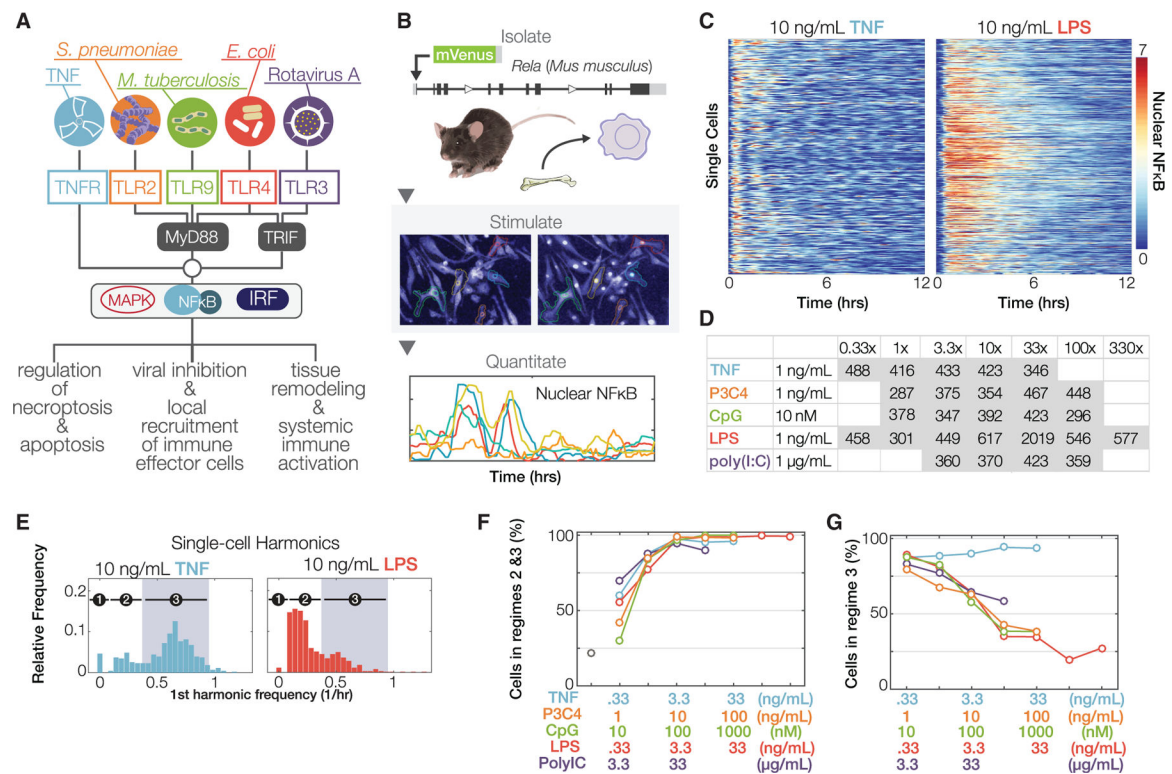 A
S. pneumoniae
E. coli
TNF
M. tuberculosis
Rotavirus A
TNFR
TLR2
TLR9
TLR4
TLR3
MyD88
TRIF
MAPK
NFκB
IRF
regulation
of
necroptosis
&
apoptosis
viral inhibition
&
local
recruitment
of immune
effector cells
tissue
remodeling
&
systemic
immune
activation
B
Isolate
mVenus
Rela (Mus musculus)
Stimulate
Quantitate
Nuclear NFκB
Time (hrs)
C
10 ng/mL TNF
10 ng/mL LPS
Single Cells
0 6 12
0 6 12
Time (hrs)
Time (hrs)
7
0
Nuclear NFκB
D
0.33x 1x 3.3x 10x 33x 100x 330x
TNF 1 ng/mL 488 416 433 423 346
P3C4 1 ng/mL 287 375 354 467 448
CpG 10 nM 378 347 392 423 296
LPS 1 ng/mL 458 301 449 617 2019 546 577
poly(I:C) 1 μg/mL 360 370 423 359
E
Single-cell Harmonics
10 ng/mL TNF
10 ng/mL LPS
Relative Frequency
0.2
0.1
0
1 2 3
1 2 3
0 0.5 1
0 0.5 1
1st harmonic frequency (1/hr)
F
Cells in regimes 2 &3 (%)
100
50
0
TNF .33 3.3 33 (ng/mL)
P3C4 1 10 100 (ng/mL)
CpG 10 100 1000 (nM)
LPS .33 3.3 33 (ng/mL)
PolyIC 3.3 33 (μg/mL)
G
Cells in regime 3 (%)
100
50
0
.33 3.3 33 (ng/mL)
1 10 100 (ng/mL)
10 100 1000 (nM)
.33 3.3 33 (ng/mL)
3.3 33 (μg/mL)